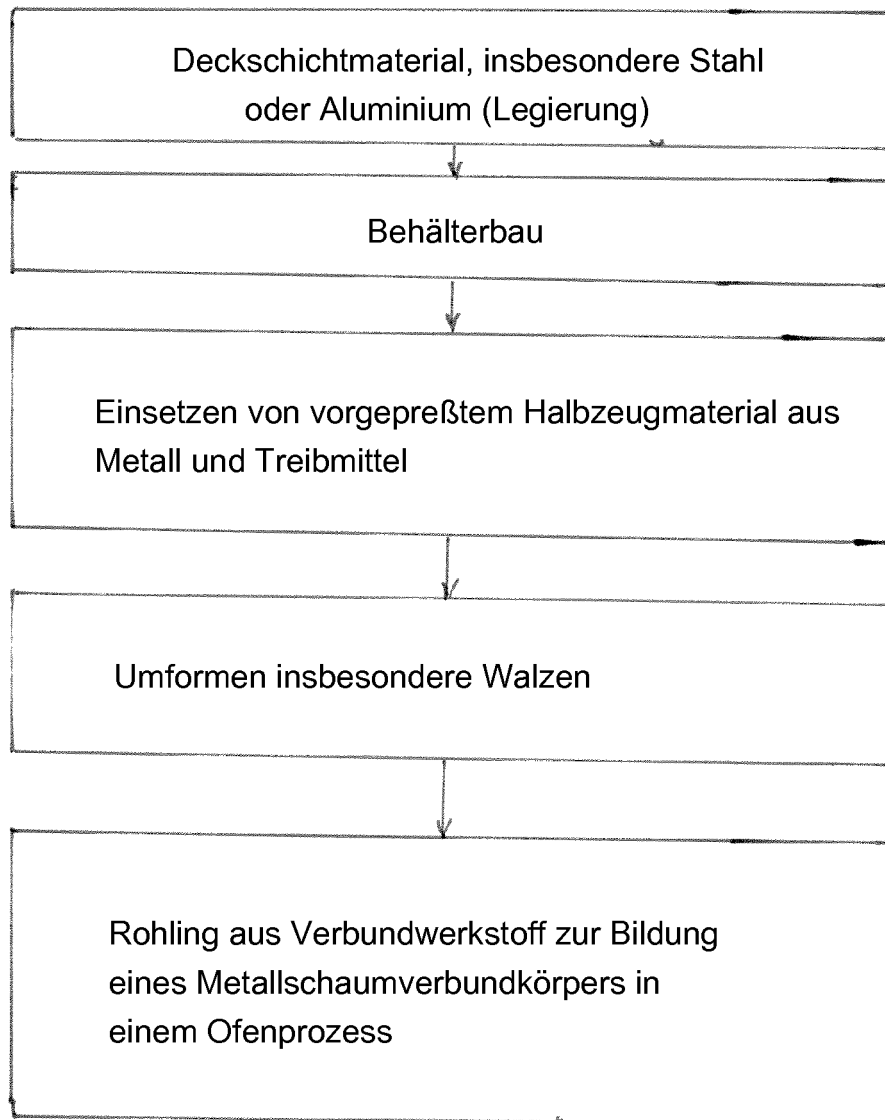 Deckschichtmaterial, insbesondere Stahl
oder Aluminium (Legierung)
Behälterbau
Einsetzen von vorgepreßtem Halbzeugmaterial aus
Metall und Treibmittel
Umformen insbesondere Walzen
Rohling aus Verbundwerkstoff zur Bildung
eines Metallschaumverbundkörpers in
einem Ofenprozess